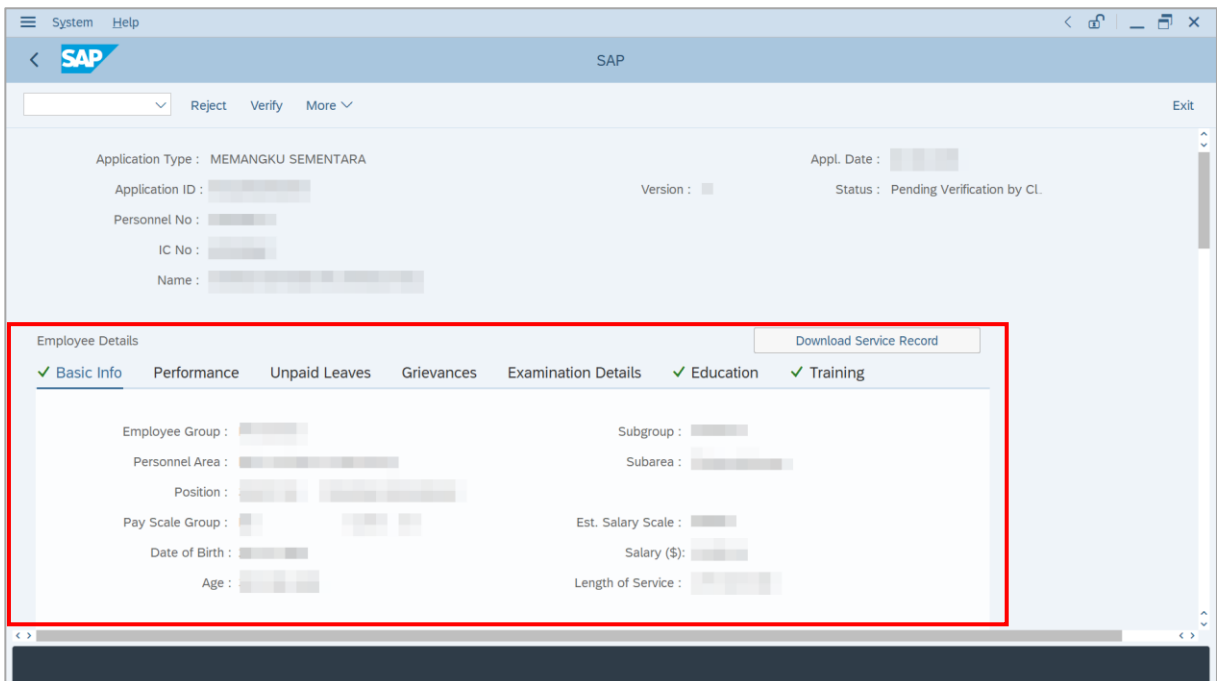 System Help
SAP SAP
Reject Verify More Exit
Application Type : MEMANGKU SEMENTARA Appl. Date :
Application ID : Version : Status : Pending Verification by Cl..
Personnel No :
IC No :
Name :
Employee Details Download Service Record
Basic Info Performance Unpaid Leaves Grievances Examination Details Education Training
Employee Group : Subgroup :
Personnel Area : Subarea :
Position :
Pay Scale Group : Est. Salary Scale :
Date of Birth : Salary ($):
Age : Length of Service :